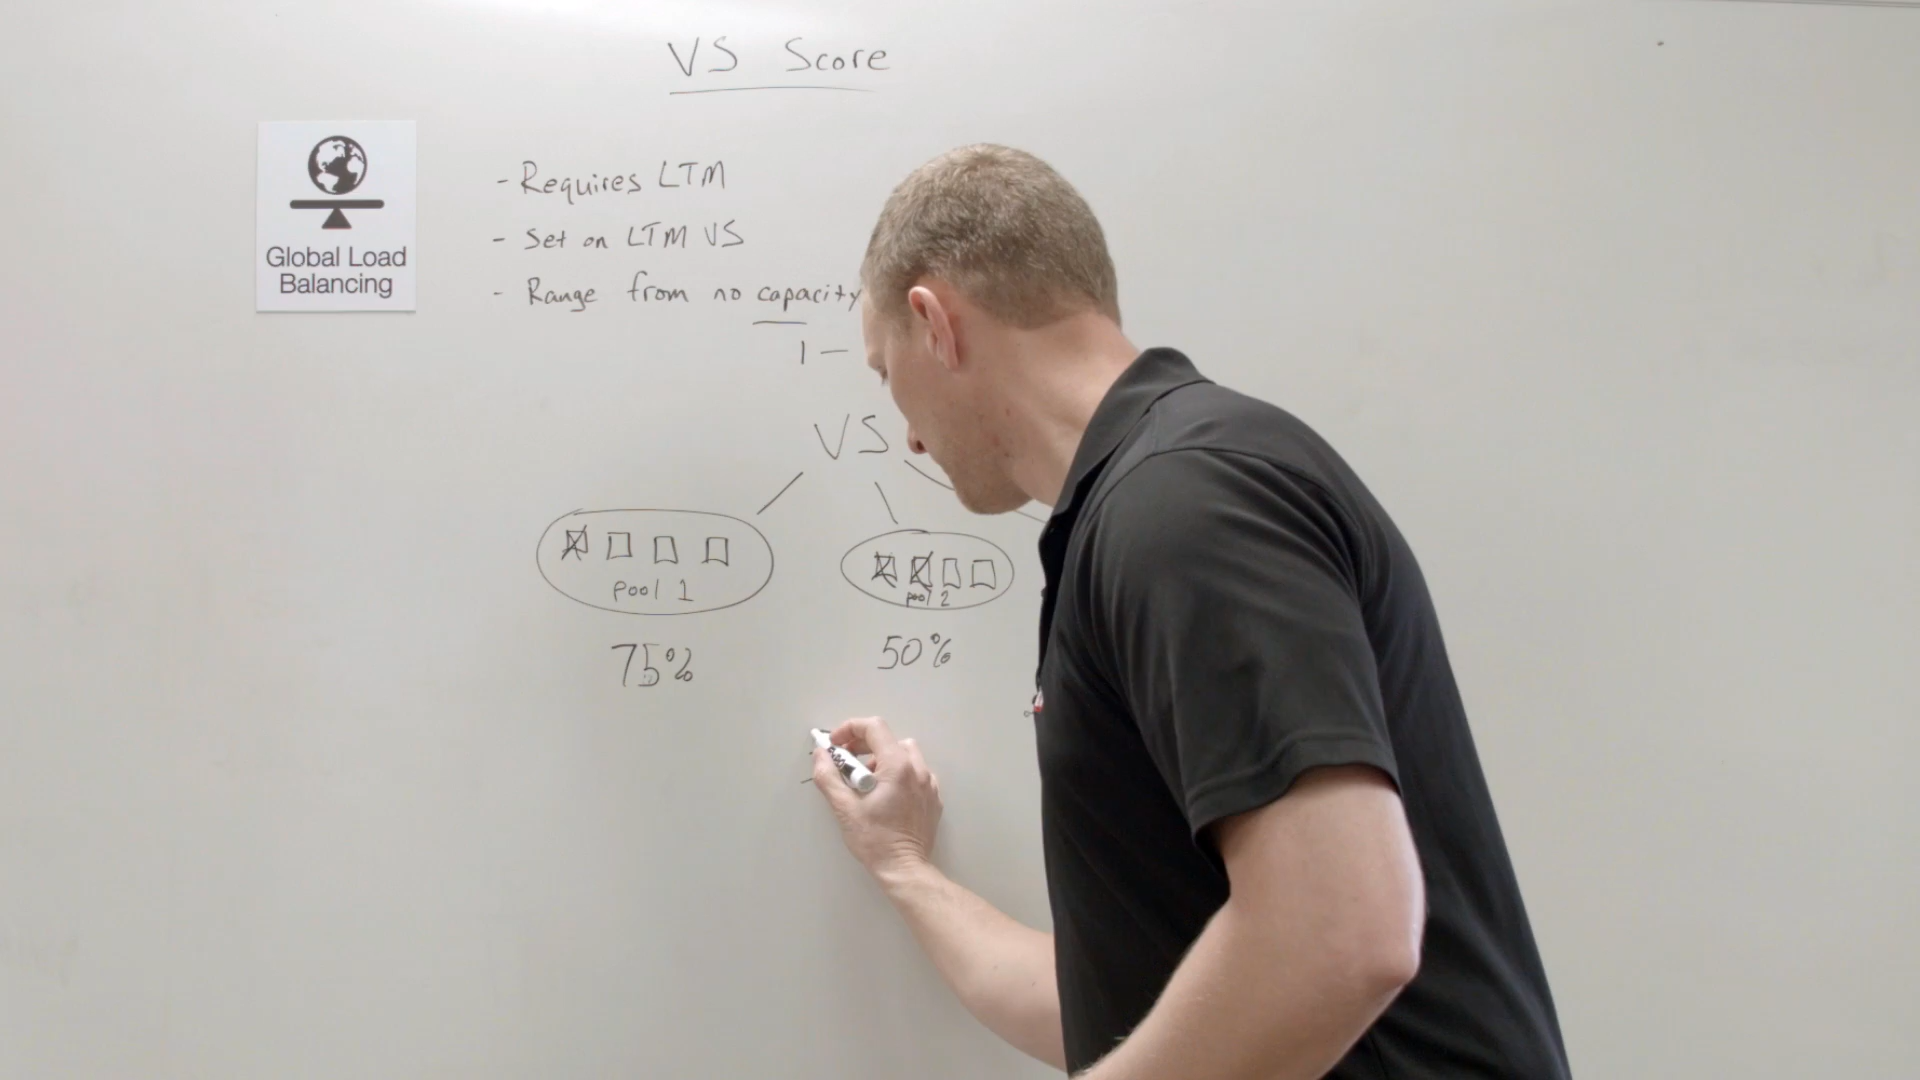 VS Score
Global Load
Balancing
- Requires LTM
- Set on LTM VS
- Range from no capacity
1 -
VS
pool 1
pool 2
75%
50%